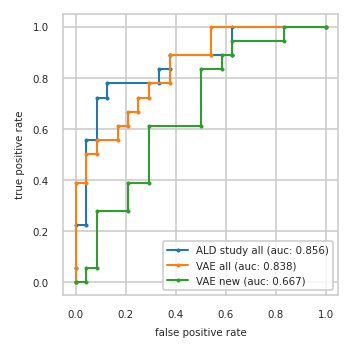 1.0
0.8
0.6
0.4
0.2
0.0
true positive rate
ALD study all (auc: 0.856)
VAE all (auc: 0.838)
VAE new (auc: 0.667)
0.0 0.2 0.4 0.6 0.8 1.0
false positive rate